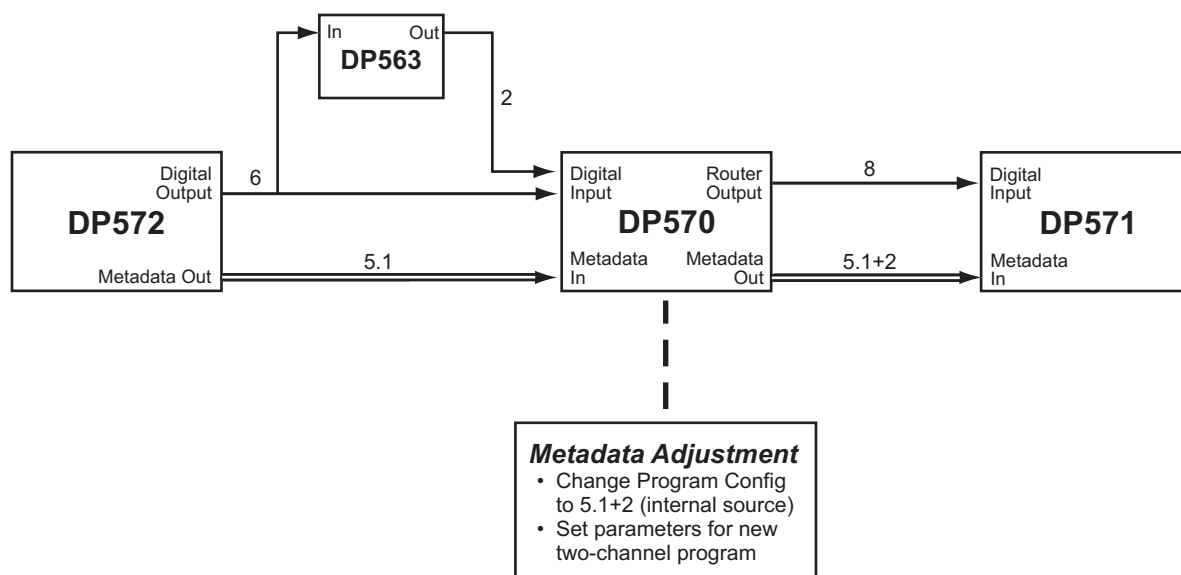 In Out
DP563
2
Digital
Output
6
DP572
Metadata Out
5.1
Digital
Input
Router
Output
DP570
Metadata
In
Metadata
Out
8
5.1+2
Digital
Input
DP571
Metadata
In
Metadata Adjustment
• Change Program Config
to 5.1+2 (internal source)
• Set parameters for new
two-channel program